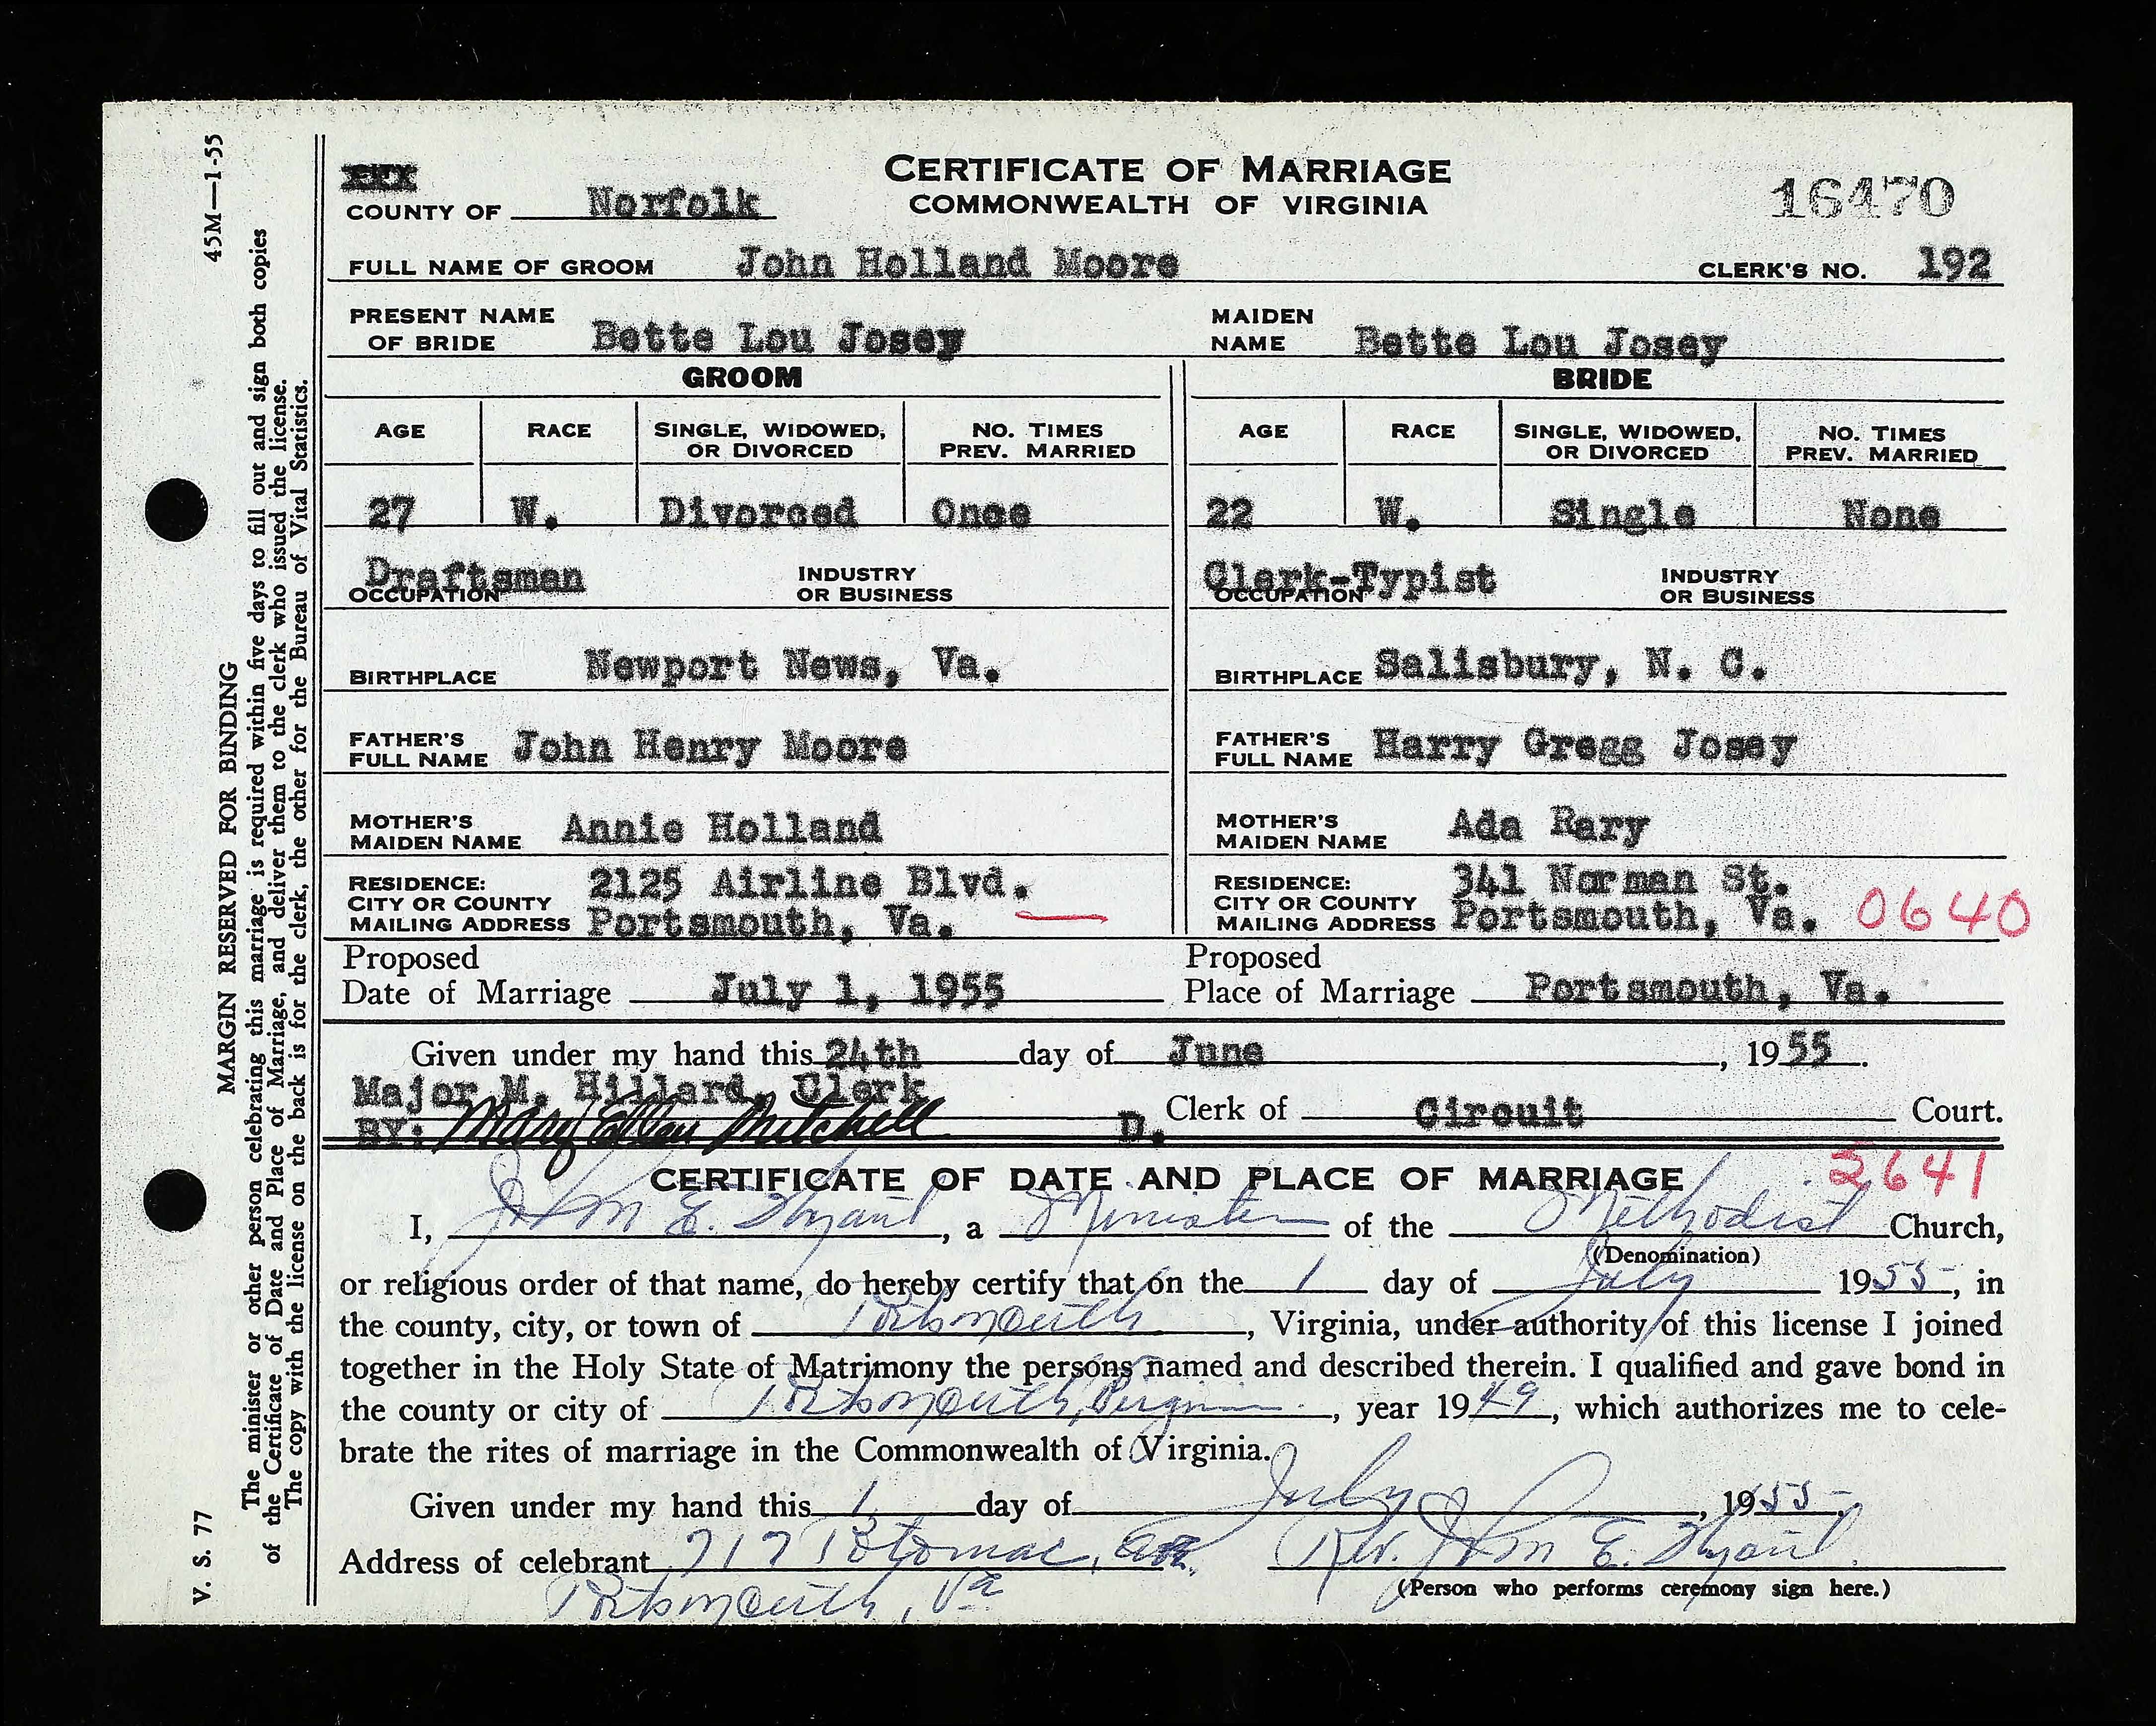 45M—1-55
MARGIN RESERVED FOR BINDING
The minister or other person celebrating this marriage is required within five days to fill out and sign both copies
of the Certificate of Date and Place of Marriage, and deliver them to the clerk who issued the license.
The copy with the license on the back is for the clerk, the other for the Bureau of Vital Statistics.
V. S. 77
CERTIFICATE OF MARRIAGE
COMMONWEALTH OF VIRGINIA
16470
COUNTY OF Norfolk
FULL NAME OF GROOM John Holland Moore CLERK'S NO. 192
PRESENT NAME OF BRIDE Bette Lou Josey MAIDEN NAME Bette Lou Josey
GROOM BRIDE
AGE RACE SINGLE, WIDOWED, OR DIVORCED NO. TIMES PREV. MARRIED AGE RACE SINGLE, WIDOWED, OR DIVORCED NO. TIMES PREV. MARRIED
27 W. Divorced Once 22 W. Single None
Draftsman OCCUPATION INDUSTRY OR BUSINESS Clerk-Typist OCCUPATION INDUSTRY OR BUSINESS
BIRTHPLACE Newport News, Va. BIRTHPLACE Salisbury, N. C.
FATHER'S FULL NAME John Henry Moore FATHER'S FULL NAME Harry Gregg Josey
MOTHER'S MAIDEN NAME Annie Holland MOTHER'S MAIDEN NAME Ada Rary
RESIDENCE: 2125 Airline Blvd. RESIDENCE: 341 Norman St.
CITY OR COUNTY CITY OR COUNTY
MAILING ADDRESS Portsmouth, Va. MAILING ADDRESS Portsmouth, Va. 0640
Proposed Proposed
Date of Marriage July 1, 1955 Place of Marriage Portsmouth, Va.
Given under my hand this 24th day of June, 1955.
Major M. Hillard, Clerk
BY: Mary Ellen Mitchell D. Clerk of Circuit Court.
CERTIFICATE OF DATE AND PLACE OF MARRIAGE 2641
I, John E. , a Minister of the Methodist Church,
(Denomination)
or religious order of that name, do hereby certify that on the 1 day of July 1955, in
the county, city, or town of Portsmouth, Virginia, under authority of this license I joined
together in the Holy State of Matrimony the persons named and described therein. I qualified and gave bond in
the county or city of Portsmouth, Virginia, year 1949, which authorizes me to cele-
brate the rites of marriage in the Commonwealth of Virginia.
Given under my hand this 1 day of July, 1955,
Address of celebrant 717 Potomac, Ave. Rev. John E.
Portsmouth, Va (Person who performs ceremony sign here.)